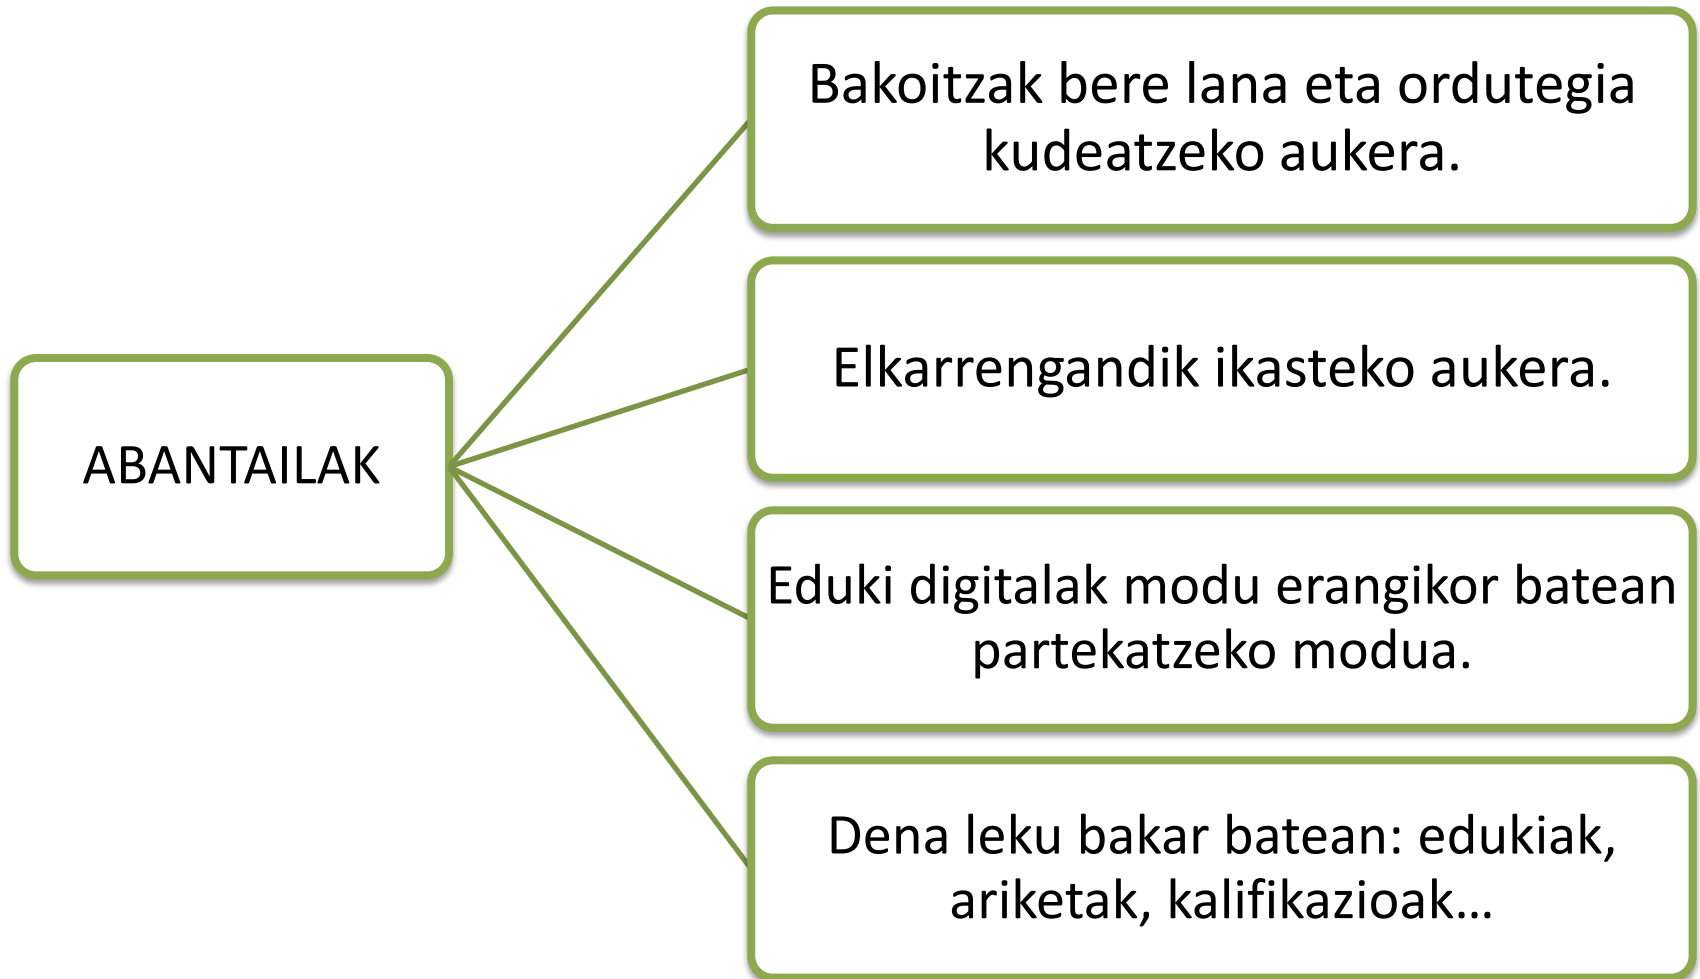 ABANTAILAK
Bakoitzak bere lana eta ordutegia
kudeatzeko aukera.
Elkarrengandik ikasteko aukera.
Eduki digitalak modu erangikor batean
partekatzeko modua.
Dena leku bakar batean: edukiak,
ariketak, kalifikazioak…